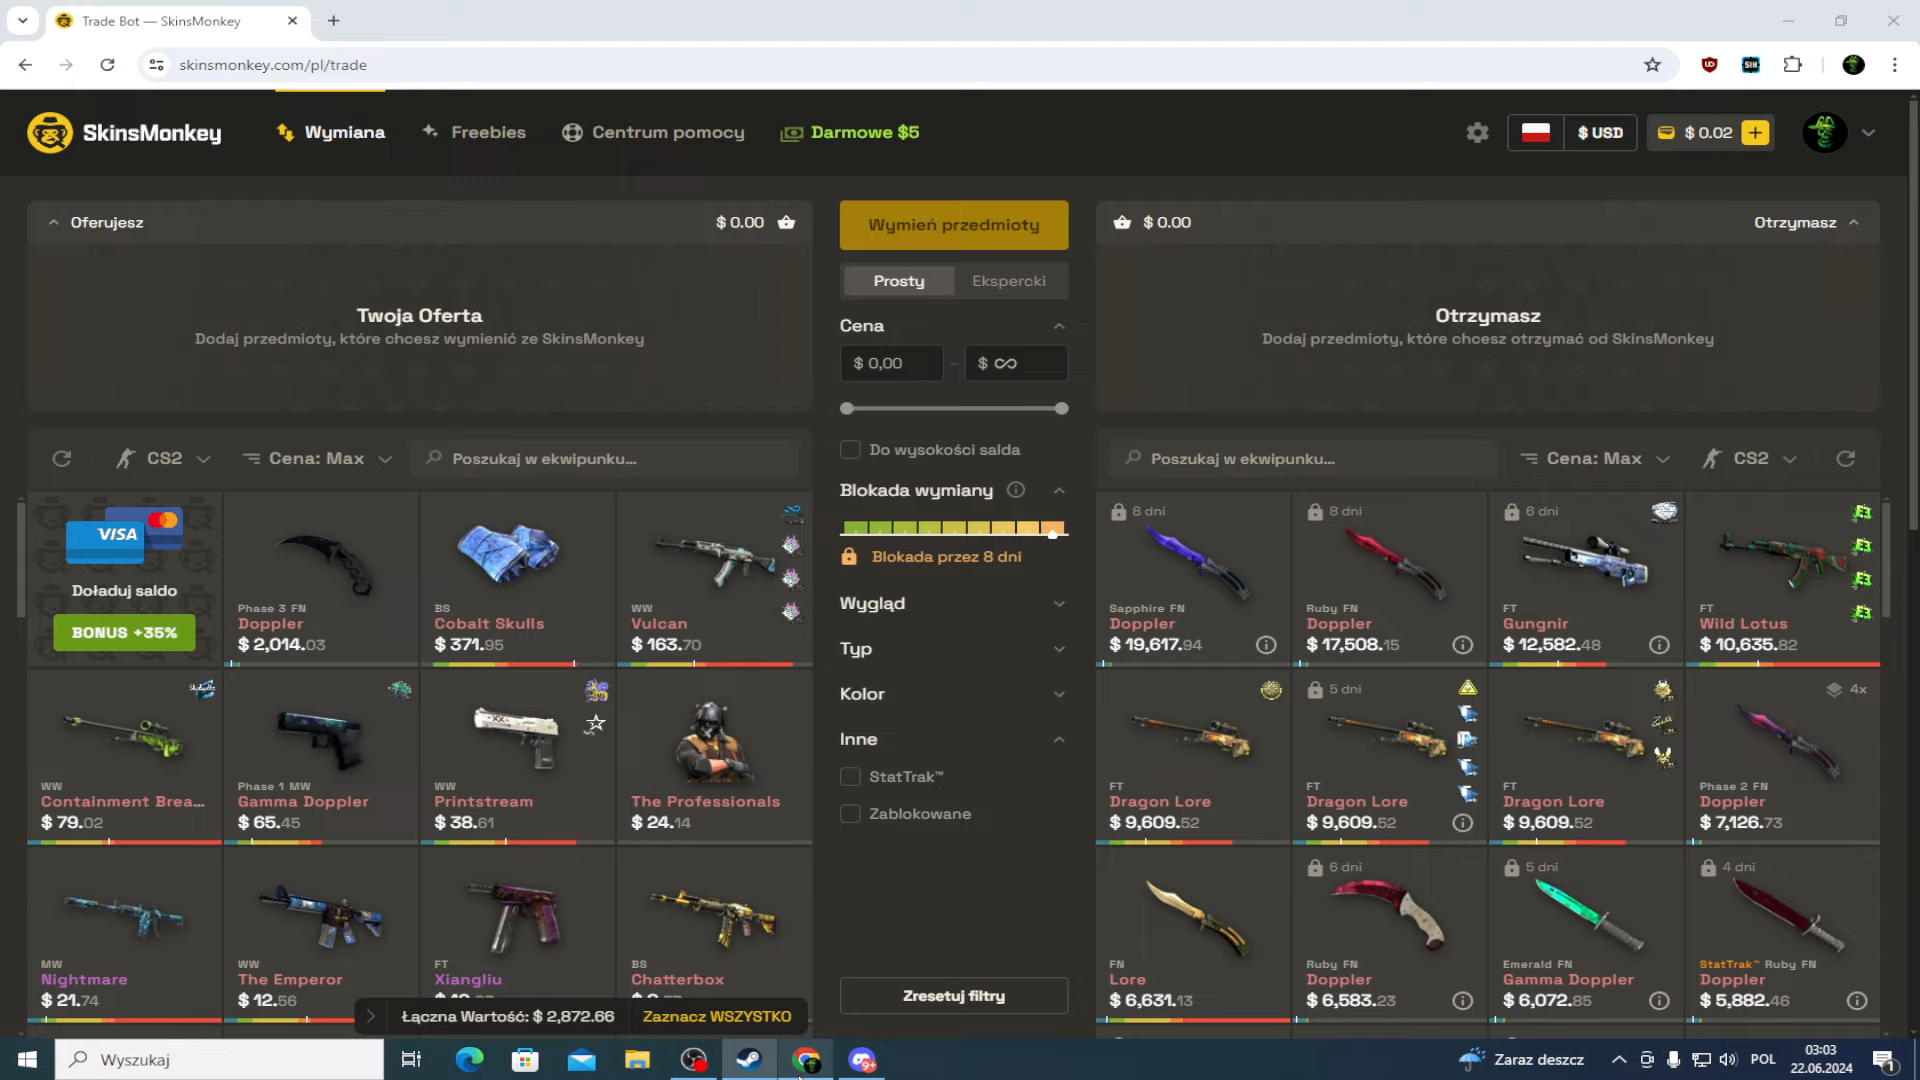 Trade Bot — SkinsMonkey
skinsmonkey.com/pl/trade
SkinsMonkey
Wymiana
Freebies
Centrum pomocy
Darmowe $5
$ USD
$ 0.02
Oferujesz
$ 0.00
Twoja Oferta
Dodaj przedmioty, które chcesz wymienić ze SkinsMonkey
Wymień przedmioty
Prosty
Ekspercki
Cena
$ 0,00
$ ∞
Do wysokości salda
Blokada wymiany
Blokada przez 8 dni
Wygląd
Typ
Kolor
Inne
StatTrak™
Zablokowane
Zresetuj filtry
$ 0.00
Otrzymasz
Otrzymasz
Dodaj przedmioty, które chcesz otrzymać od SkinsMonkey
CS2
Cena: Max
Poszukaj w ekwipunku...
VISA
Doładuj saldo
BONUS +35%
Phase 3 FN
Doppler
$ 2,014.03
BS
Cobalt Skulls
$ 371.95
WW
Vulcan
$ 163.70
WW
Containment Brea...
$ 79.02
Phase 1 MW
Gamma Doppler
$ 65.45
WW
Printstream
$ 38.61
The Professionals
$ 24.14
MW
Nightmare
$ 21.74
WW
The Emperor
$ 12.56
FT
Xiangliu
BS
Chatterbox
Łączna Wartość: $ 2,872.66
Zaznacz WSZYSTKO
Poszukaj w ekwipunku...
Cena: Max
CS2
8 dni
Sapphire FN
Doppler
$ 19,617.94
8 dni
Ruby FN
Doppler
$ 17,508.15
6 dni
FT
Gungnir
$ 12,582.48
FT
Wild Lotus
$ 10,635.82
FT
Dragon Lore
$ 9,609.52
5 dni
FT
Dragon Lore
$ 9,609.52
FT
Dragon Lore
$ 9,609.52
4x
Phase 2 FN
Doppler
$ 7,126.73
FN
Lore
$ 6,631.13
6 dni
Ruby FN
Doppler
$ 6,583.23
5 dni
Emerald FN
Gamma Doppler
$ 6,072.85
4 dni
StatTrak™ Ruby FN
Doppler
$ 5,882.46
Wyszukaj
9+
Zaraz deszcz
POL
03:03
22.06.2024
1